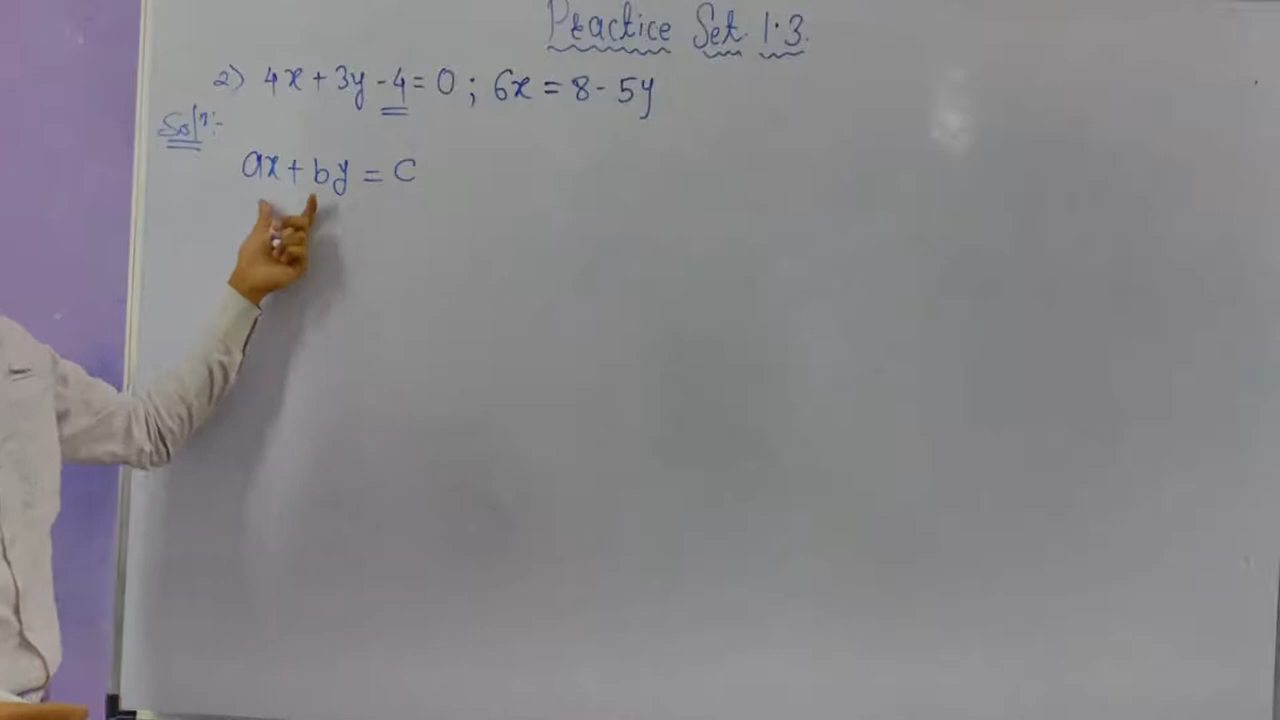 Practice Set 1.3.
2) 4x + 3y - 4 = 0 ; 6x = 8 - 5y
Solⁿ:-
ax + by = c